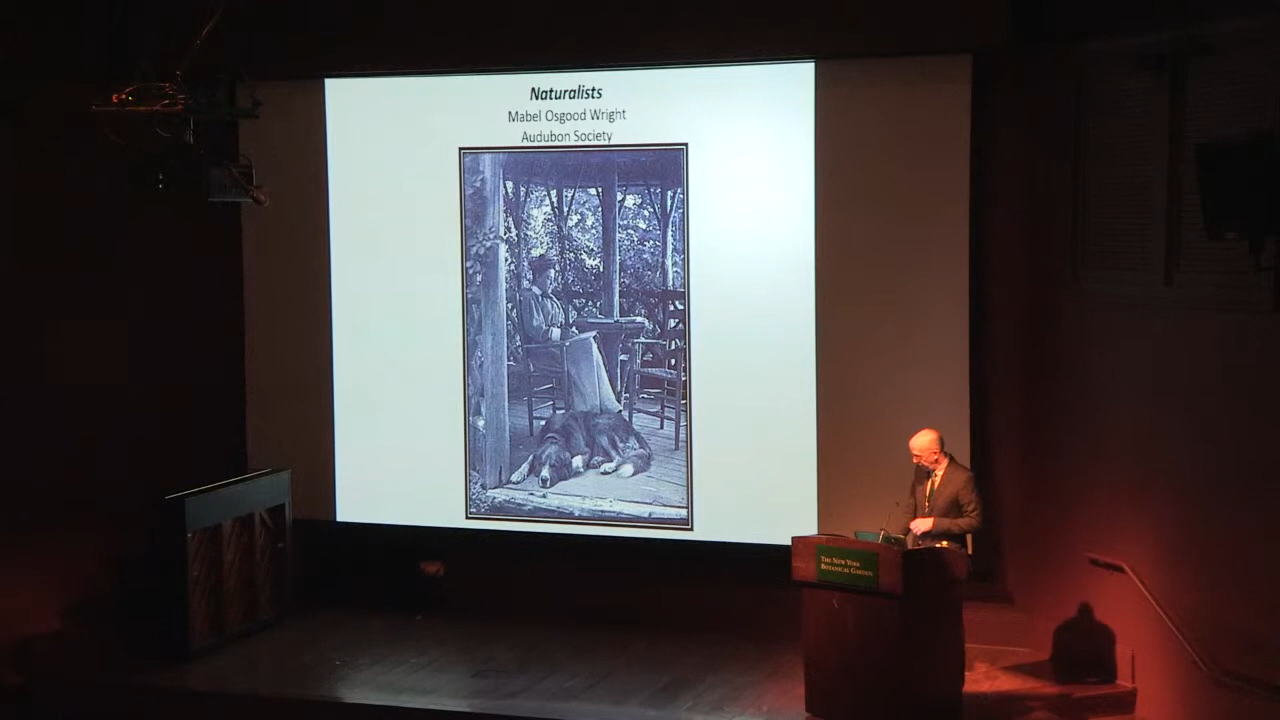 Naturalists
Mabel Osgood Wright
Audubon Society
THE NEW YORK
BOTANICAL GARDEN